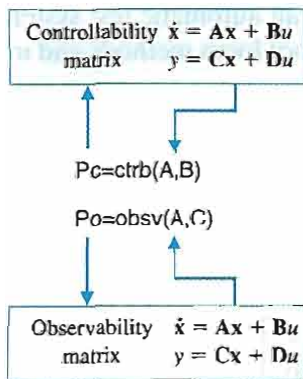 Controllability ẋ = Ax + Bu
matrix y = Cx + Du
Pc=ctrb(A,B)
Po=obsv(A,C)
Observability ẋ = Ax + Bu
matrix y = Cx + Du